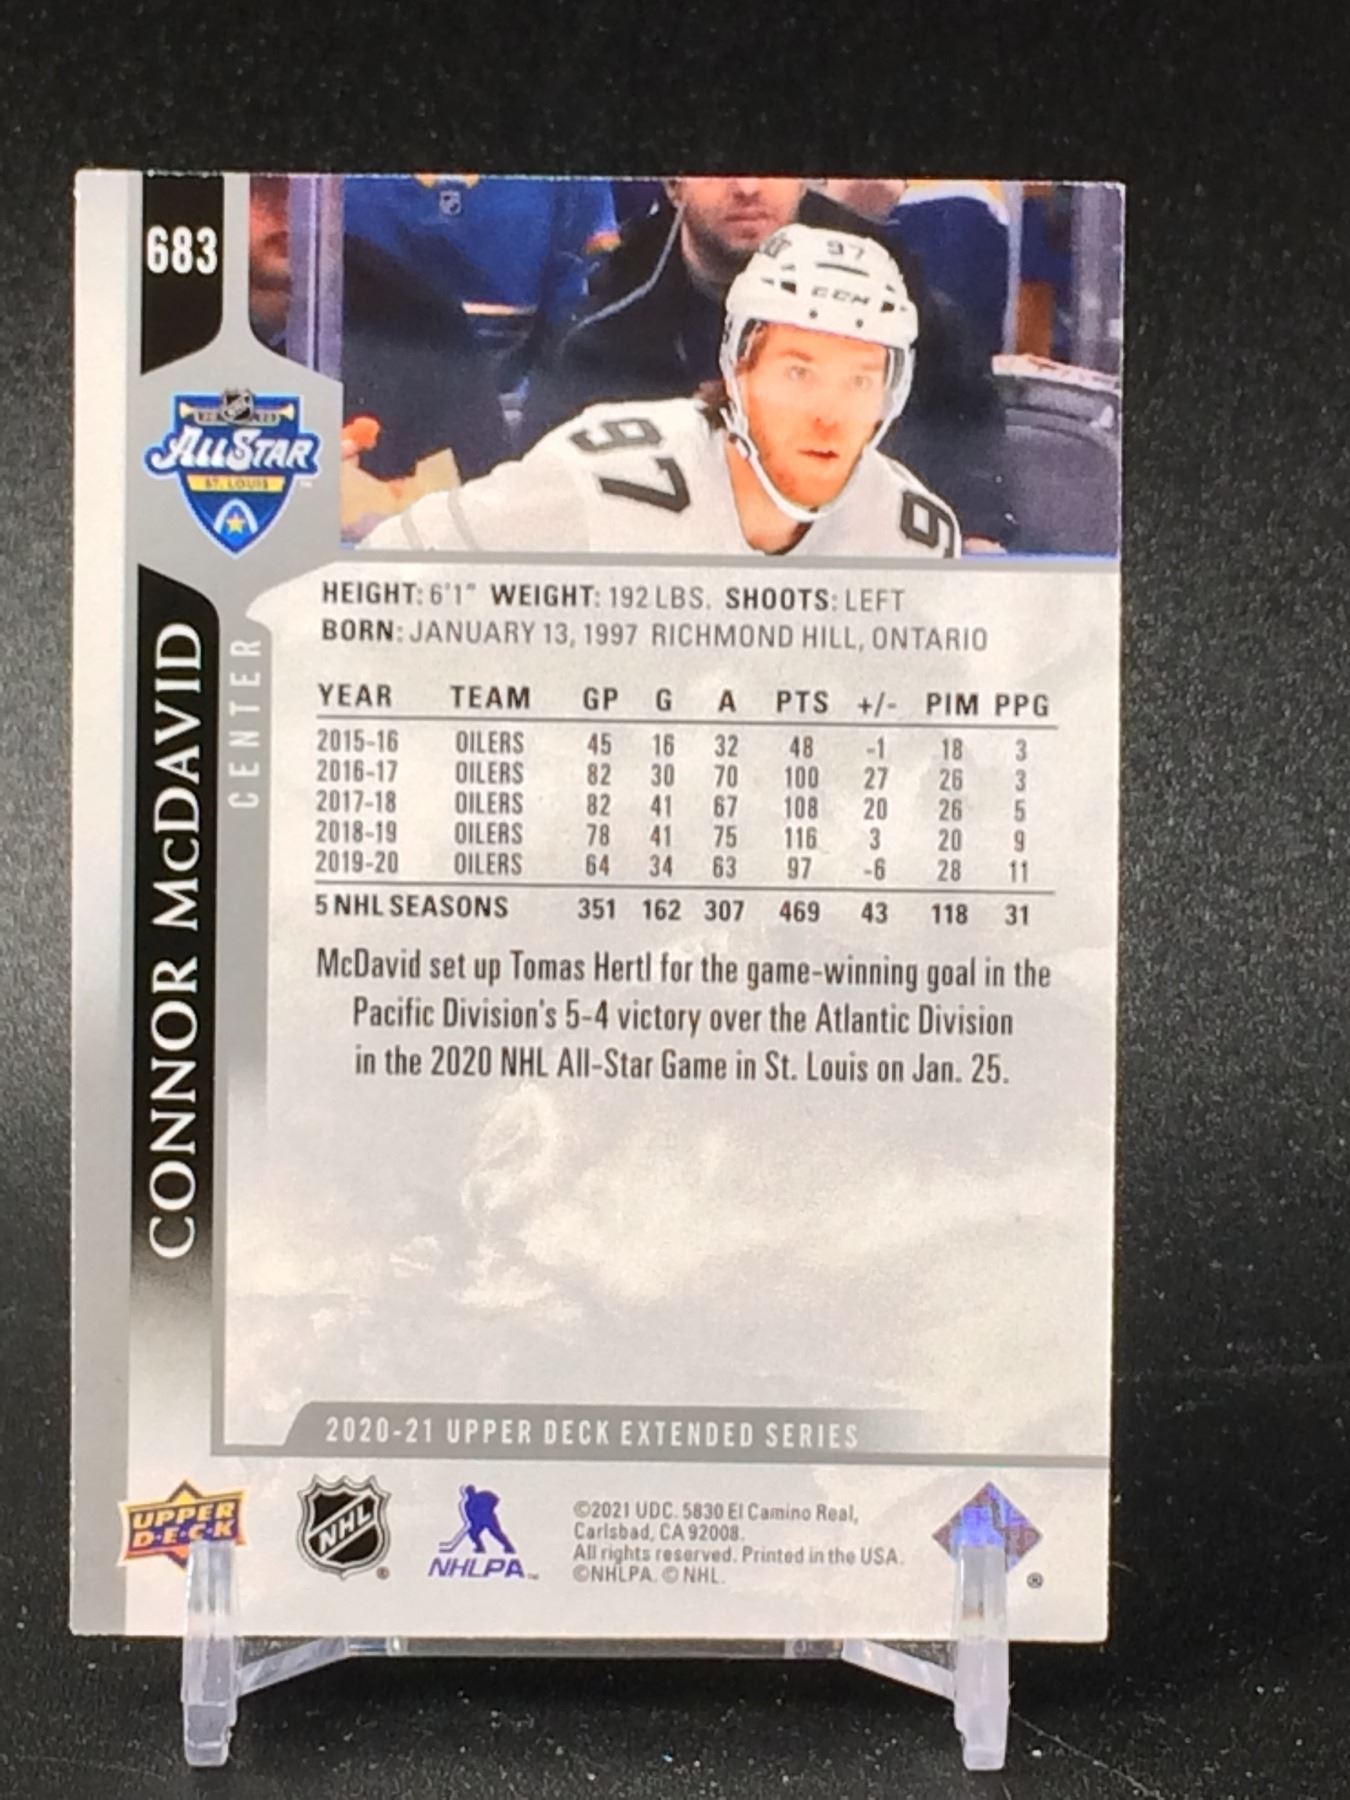 683
97
CCM
97
9
ALLSTAR
ST. LOUIS
CONNOR McDAVID
CENTER
HEIGHT: 6'1" WEIGHT: 192 LBS. SHOOTS: LEFT
BORN: JANUARY 13, 1997 RICHMOND HILL, ONTARIO
YEAR TEAM GP G A PTS +/- PIM PPG
2015-16 OILERS 45 16 32 48 -1 18 3
2016-17 OILERS 82 30 70 100 27 26 3
2017-18 OILERS 82 41 67 108 20 26 5
2018-19 OILERS 78 41 75 116 3 20 9
2019-20 OILERS 64 34 63 97 -6 28 11
5 NHL SEASONS 351 162 307 469 43 118 31
McDavid set up Tomas Hertl for the game-winning goal in the
Pacific Division's 5-4 victory over the Atlantic Division
in the 2020 NHL All-Star Game in St. Louis on Jan. 25.
2020-21 UPPER DECK EXTENDED SERIES
UPPER
D•E•C•K
NHL
®
NHLPA™
©2021 UDC. 5830 El Camino Real,
Carlsbad, CA 92008.
All rights reserved. Printed in the USA.
©NHLPA. © NHL.
®